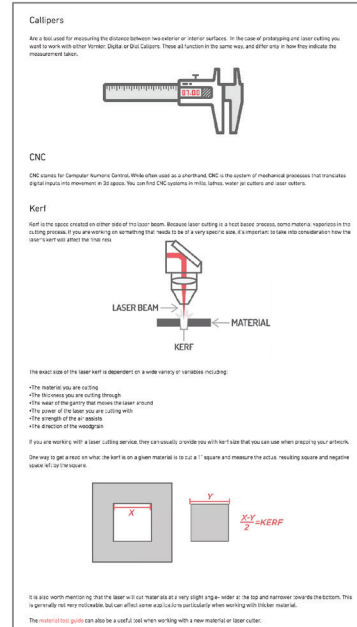 Callipers
Are a tool used for measuring the distance between two exterior or interior surfaces. In the case of prototyping and laser cutting you
want to work with either Vernier, Digital or Dial Calipers. These all function in the same way, and differ only in how they indicate the
measurement taken.
01.00
CNC
CNC stands for Computer Numeric Control. While often used as a shorthand, CNC is the system of mechanical processes that translates
digital inputs into movement in 3d space. You can find CNC systems in mills, lathes, water jet cutters and laser cutters.
Kerf
Kerf is the space created on either side of the laser beam. Because laser cutting is a heat based process, some material vaporizes in the
cutting process. If you are working on something that needs to be of a very specific size, it's important to take into consideration how the
laser's kerf will affect the final
LASER BEAM
MATERIAL
KERF
The exact size of the laser kerf is dependent on a wide variety of variables including:
•The material you are cutting
•The thickness you are cutting through
•The wear of the gantry that moves the laser around
•The power of the laser you are cutting with
•The strength of the air assists
•The direction of the woodgrain
If you are working with a laser cutting service, they can usually provide you with kerf size that you can use when prepping your artwork.
One way to get a read on what the kerf is on a given material is to cut a 1" square and measure the actual resulting square and negative
space left by the square.
X
Y
X-Y
2 =KERF
It is also worth mentioning that the laser will cut materials at a very slight angle- wider at the top and narrower towards the bottom. This
is generally not very noticeable, but can affect some applications particularly when working with thicker material.
The material test guide can also be a useful tool when working with a new material or laser cutter.